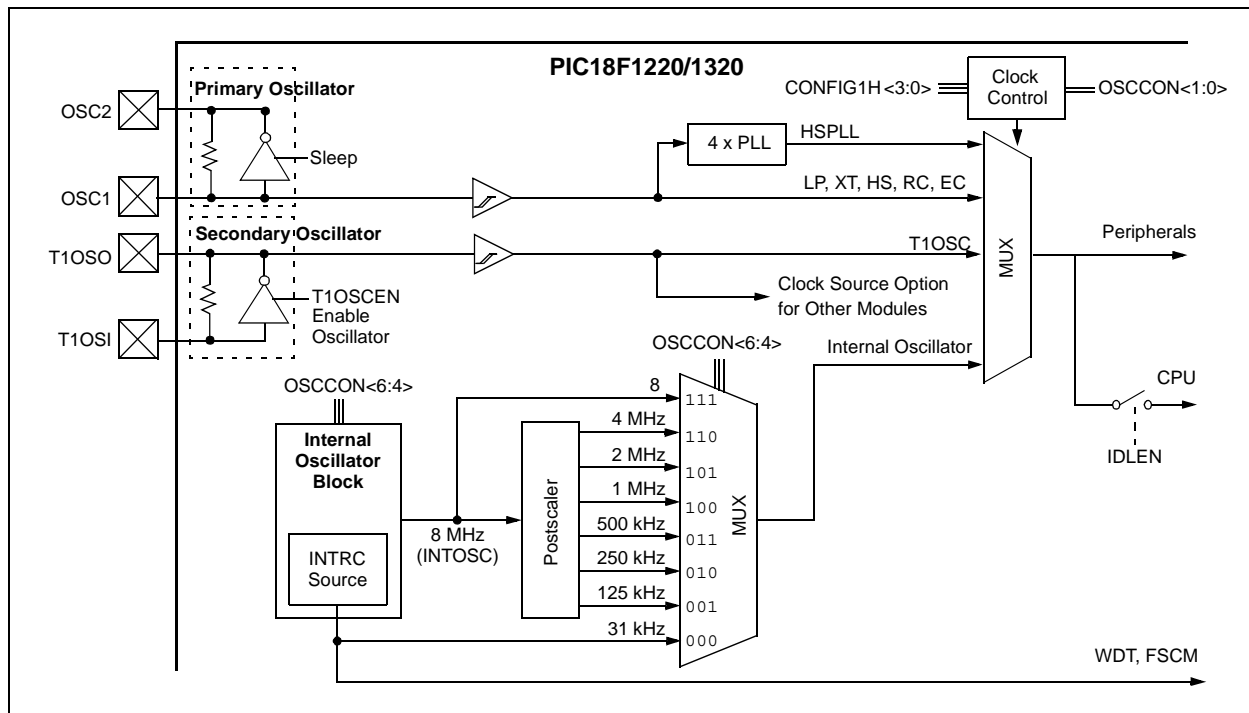 PIC18F1220/1320
Primary Oscillator
OSC2
Sleep
OSC1
Secondary Oscillator
T1OSO
T1OSCEN
Enable
Oscillator
T1OSI
4 x PLL
HSPLL
LP, XT, HS, RC, EC
T1OSC
Clock Source Option
for Other Modules
Internal Oscillator
CONFIG1H <3:0>
Clock
Control
OSCCON<1:0>
MUX
Peripherals
CPU
IDLEN
OSCCON<6:4>
Internal
Oscillator
Block
INTRC
Source
8 MHz
(INTOSC)
Postscaler
OSCCON<6:4>
8
111
4 MHz
110
2 MHz
101
1 MHz
100
500 kHz
011
250 kHz
010
125 kHz
001
31 kHz
000
MUX
WDT, FSCM